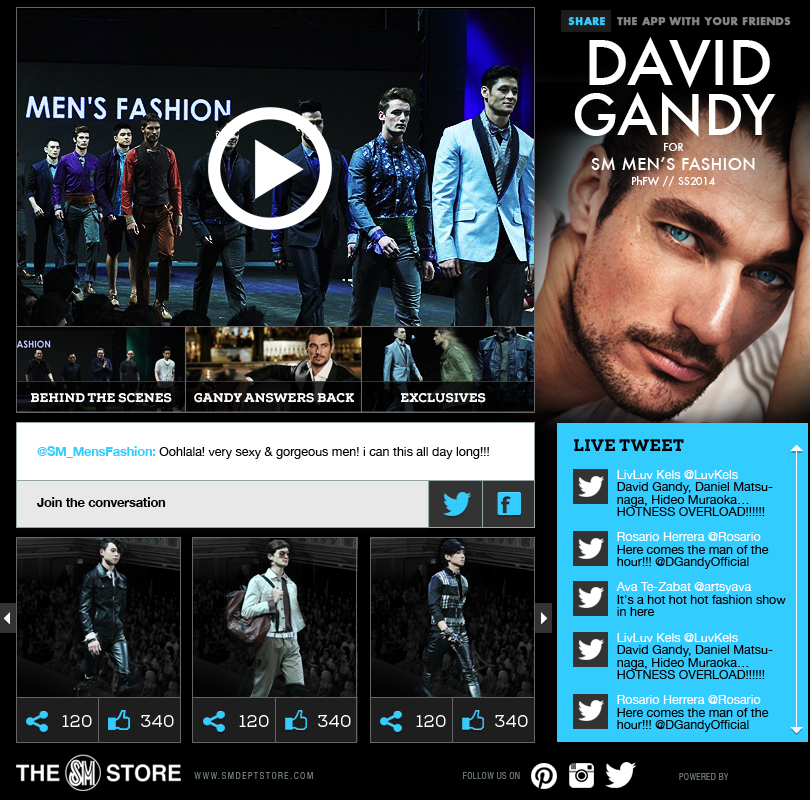 SHARE THE APP WITH YOUR FRIENDS
DAVID
GANDY
FOR
SM MEN'S FASHION
PhFW // SS2014
MEN'S FASHION
ASHION
BEHIND THE SCENES
GANDY ANSWERS BACK
EXCLUSIVES
@SM_MensFashion: Oohlala! very sexy & gorgeous men! i can this all day long!!!
Join the conversation
LIVE TWEET
LivLuv Kels @LuvKels
David Gandy, Daniel Matsu-
naga, Hideo Muraoka...
HOTNESS OVERLOAD!!!!!!
Rosario Herrera @Rosario
Here comes the man of the
hour!!! @DGandyOfficial
Ava Te-Zabat @artsyava
It's a hot hot hot fashion show
in here
LivLuv Kels @LuvKels
David Gandy, Daniel Matsu-
naga, Hideo Muraoka...
HOTNESS OVERLOAD!!!!!!
Rosario Herrera @Rosario
Here comes the man of the
hour!!! @DGandyOfficial
120 340
120 340
120 340
THE SM STORE
WWW.SMDEPTSTORE.COM
FOLLOW US ON
POWERED BY